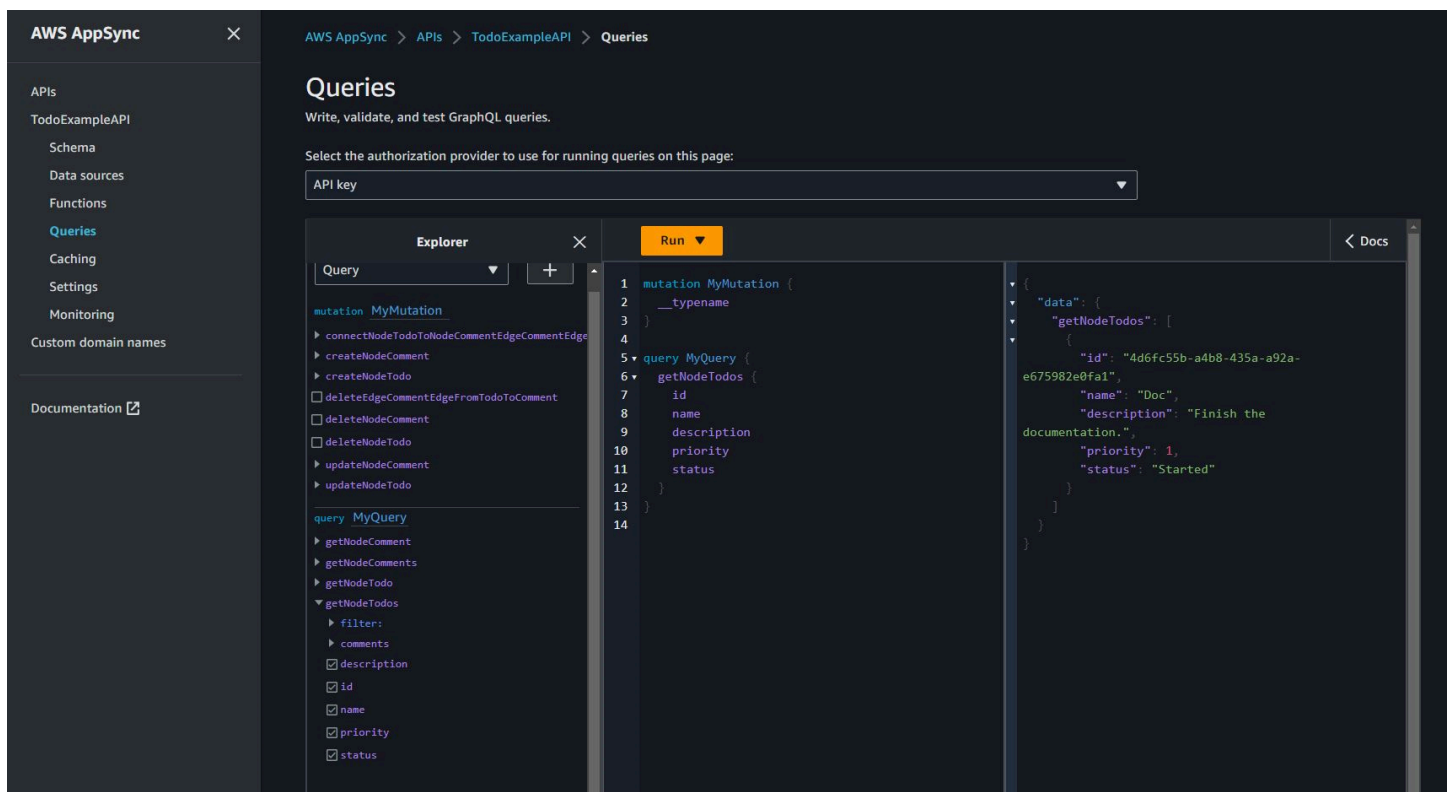 AWS AppSync
APIs
TodoExampleAPI
Schema
Data sources
Functions
Queries
Caching
Settings
Monitoring
Custom domain names
Documentation
AWS AppSync > APIs > TodoExampleAPI > Queries
Queries
Write, validate, and test GraphQL queries.
Select the authorization provider to use for running queries on this page:
API key
Explorer
Query
mutation MyMutation
connectNodeTodoToNodeCommentEdgeCommentEdge
createNodeComment
createNodeTodo
deleteEdgeCommentEdgeFromTodoToComment
deleteNodeComment
deleteNodeTodo
updateNodeComment
updateNodeTodo
query MyQuery
getNodeComment
getNodeComments
getNodeTodo
getNodeTodos
filter:
comments
description
id
name
priority
status
Run
< Docs
1 mutation MyMutation {
2 __typename
3 }
4
5 query MyQuery {
6 getNodeTodos {
7 id
8 name
9 description
10 priority
11 status
12 }
13 }
14
{
"data": {
"getNodeTodos": [
{
"id": "4d6fc55b-a4b8-435a-a92a-
e675982e0fa1",
"name": "Doc",
"description": "Finish the
documentation.",
"priority": 1,
"status": "Started"
}
]
}
}